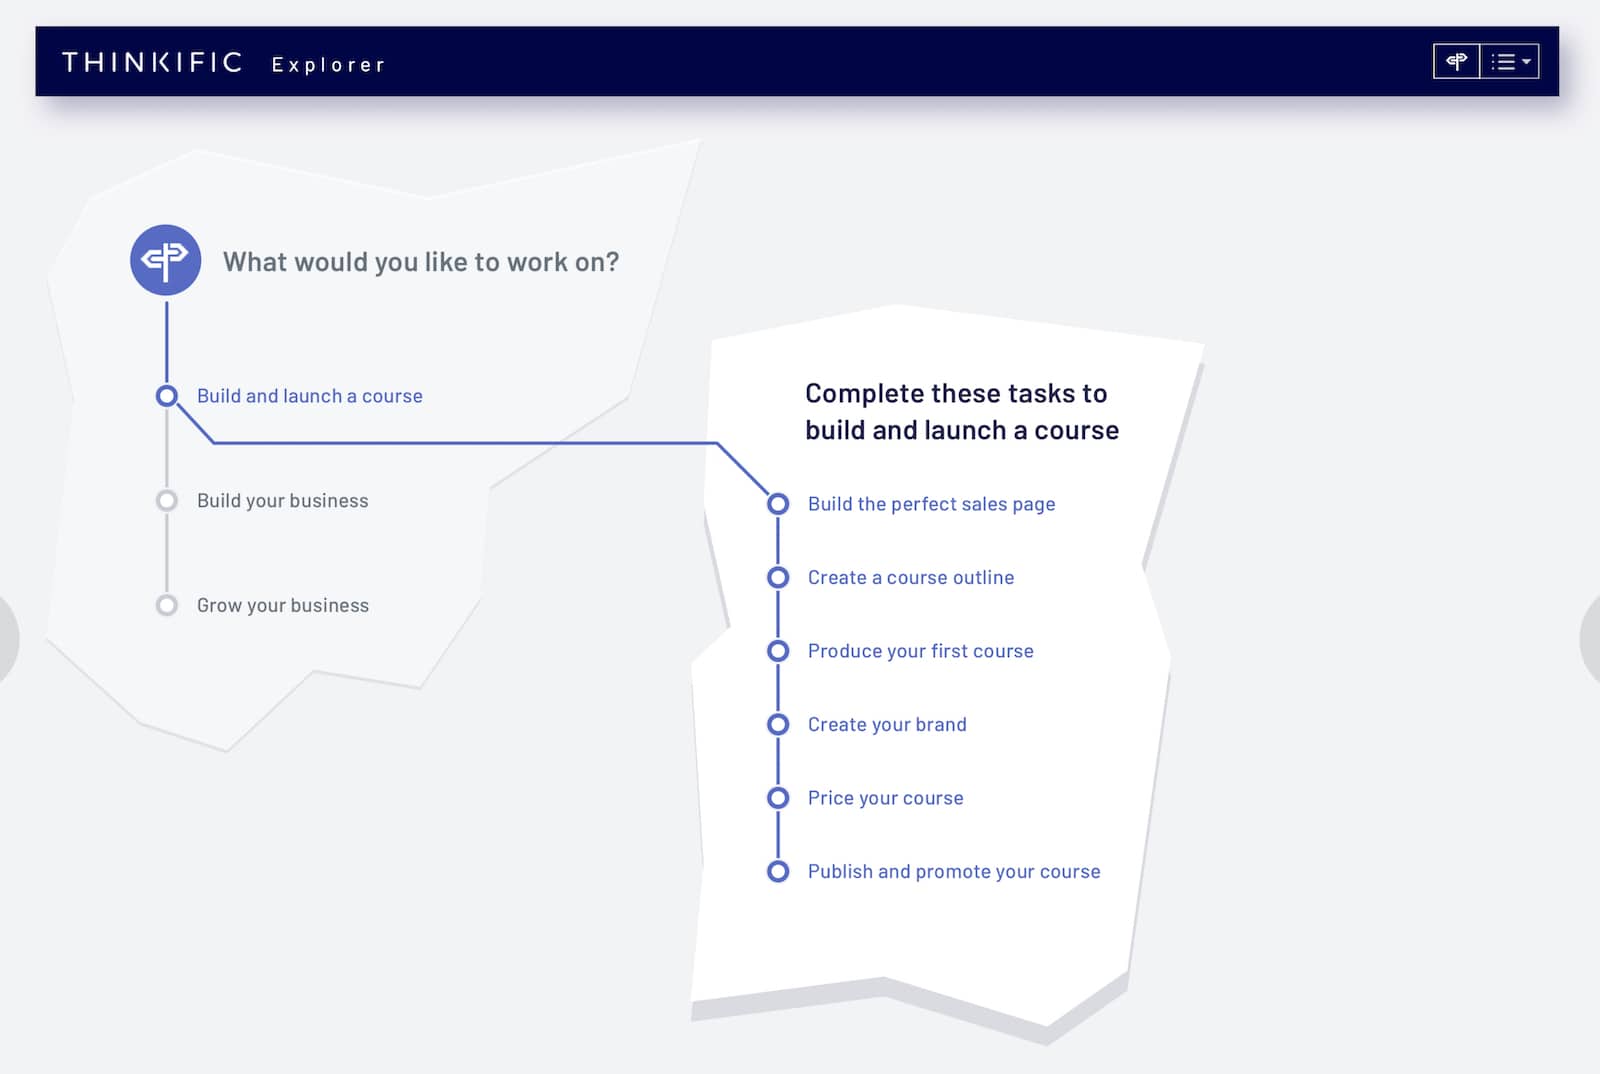 THINKIFIC Explorer
What would you like to work on?
Build and launch a course
Build your business
Grow your business
Complete these tasks to
build and launch a course
Build the perfect sales page
Create a course outline
Produce your first course
Create your brand
Price your course
Publish and promote your course